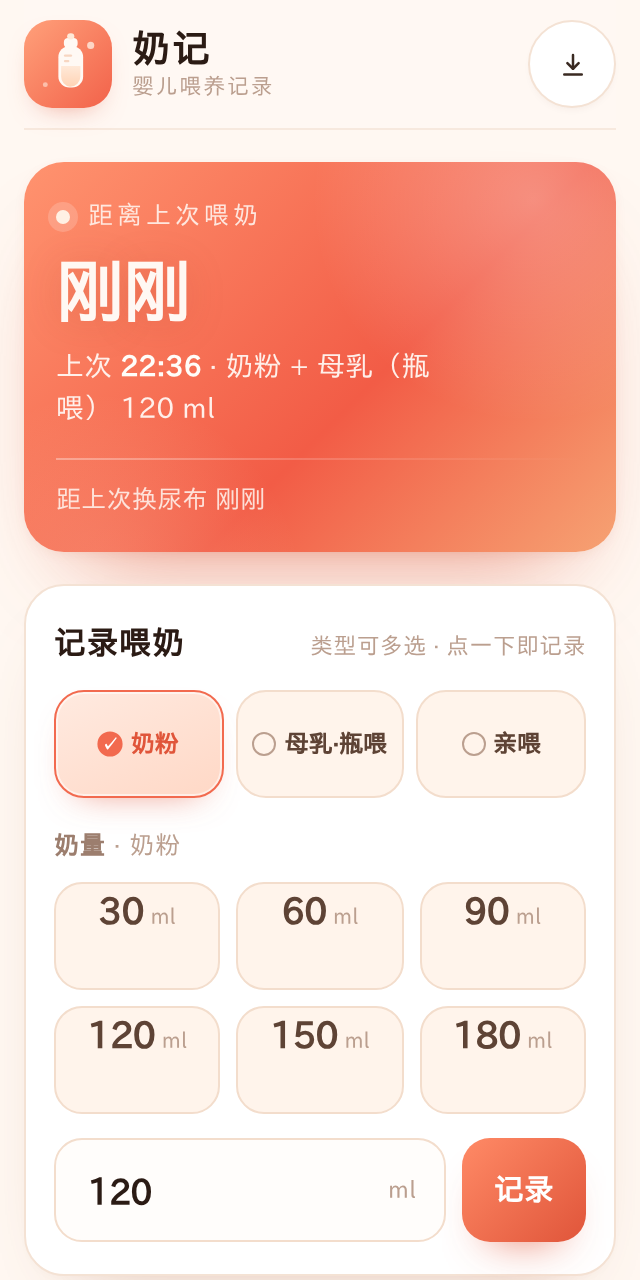 奶记
婴儿喂养记录
距离上次喂奶
刚刚
上次 22:36 · 奶粉 + 母乳（瓶
喂） 120 ml
距上次换尿布 刚刚
记录喂奶
类型可多选 · 点一下即记录
奶粉
母乳·瓶喂
亲喂
奶量 · 奶粉
30 ml
60 ml
90 ml
120 ml
150 ml
180 ml
120 ml
记录